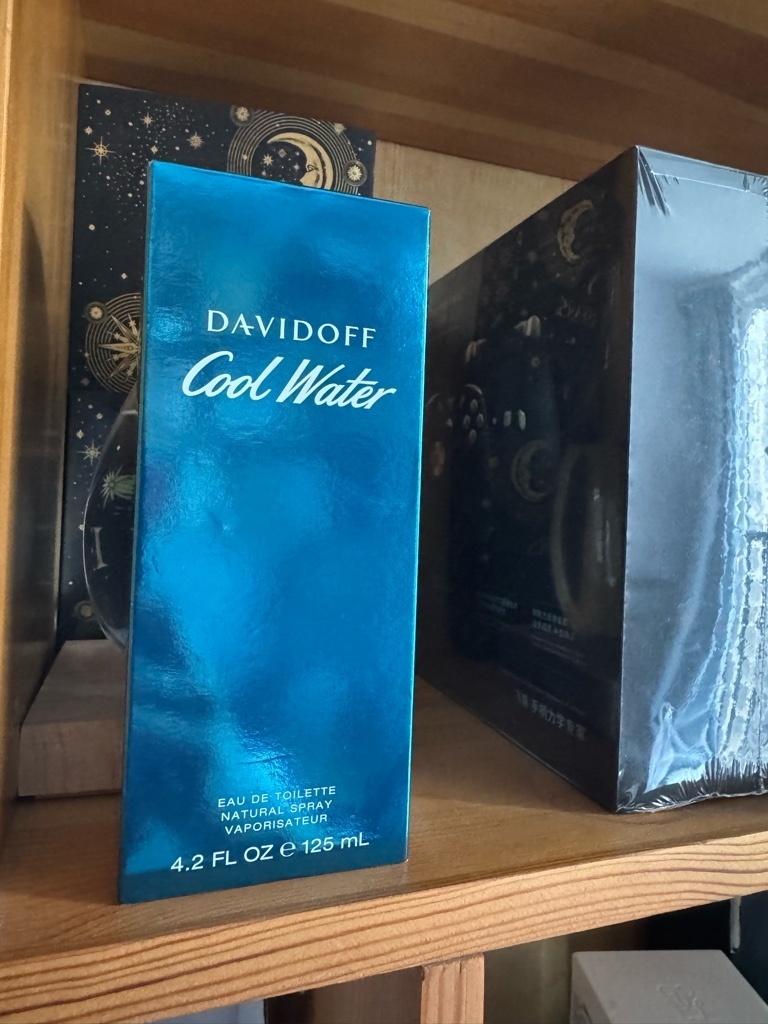 DAVIDOFF
Cool Water
EAU DE TOILETTE
NATURAL SPRAY
VAPORISATEUR
4.2 FL OZ ℮ 125 mL